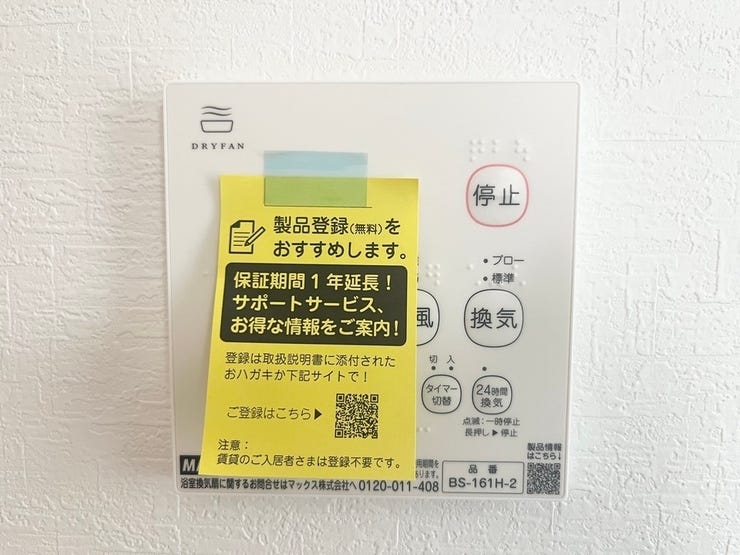 DRYFAN
停止
製品登録(無料)を
おすすめします。
保証期間1年延長!
サポートサービス、
お得な情報をご案内!
登録は取扱説明書に添付された
おハガキか下記サイトで!
ご登録はこちら▶
注意:
賃貸のご入居者さまは登録不要です。
• ブロー
• 標準
風
換気
切 入
タイマー
切替
24時間
換気
点滅:一時停止
長押し▶停止
製品情報
はこちら↓
品番
BS-161H-2
浴室換気扇に関するお問合せはマックス株式会社へ 0120-011-408